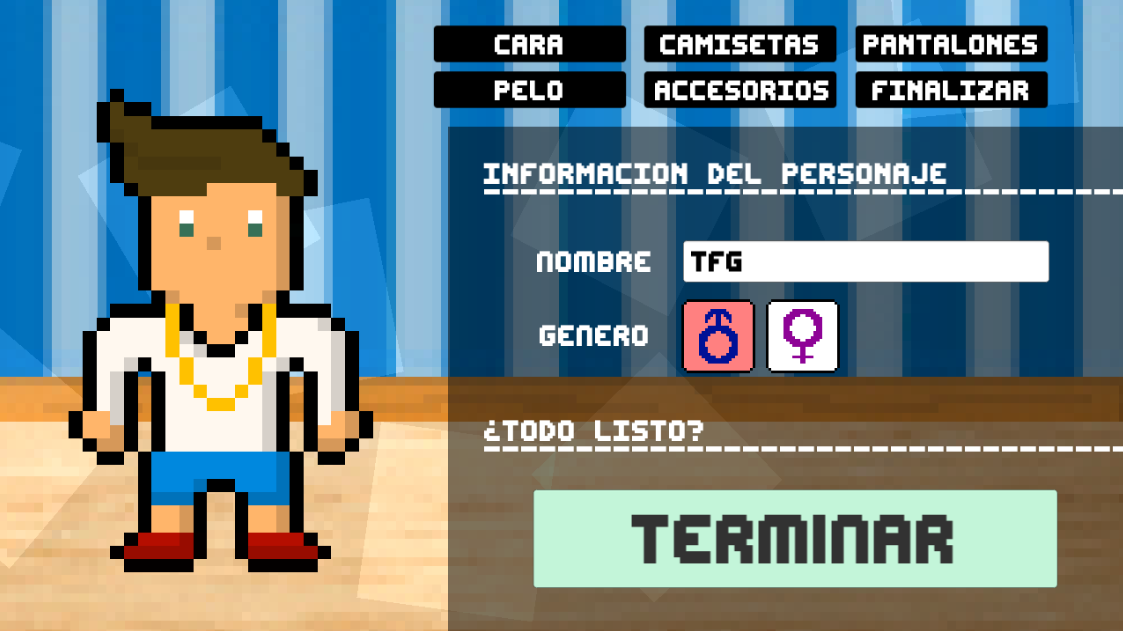 CARA CAMISETAS PANTALONES
PELO ACCESORIOS FINALIZAR
INFORMACION DEL PERSONAJE
NOMBRE TFG
GENERO
¿TODO LISTO?
TERMINAR